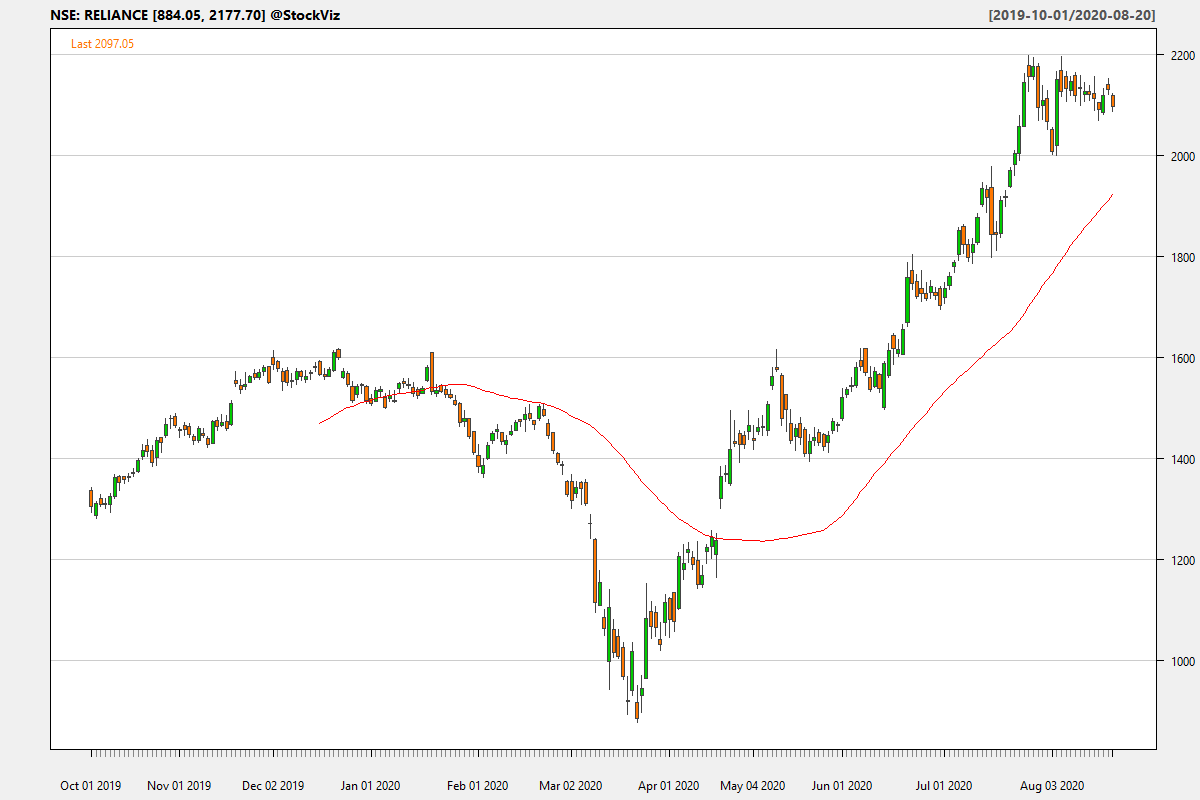 NSE: RELIANCE [884.05, 2177.70] @StockViz
[2019-10-01/2020-08-20]
Last 2097.05
2200
2000
1800
1600
1400
1200
1000
Oct 01 2019
Nov 01 2019
Dec 02 2019
Jan 01 2020
Feb 01 2020
Mar 02 2020
Apr 01 2020
May 04 2020
Jun 01 2020
Jul 01 2020
Aug 03 2020